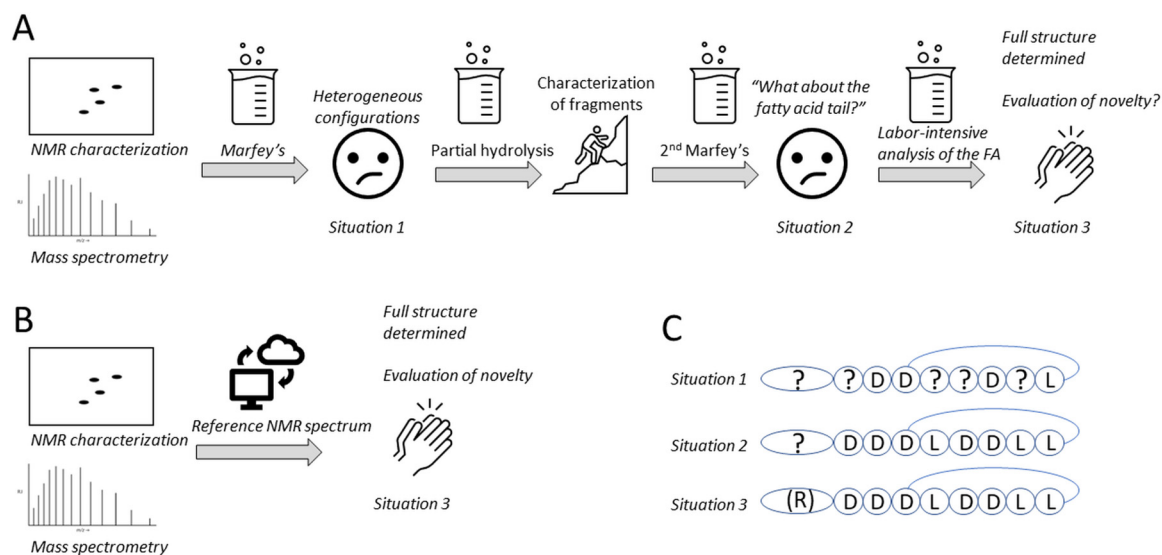 A
NMR characterization
RI
m/z →
Mass spectrometry
Marfey's
Heterogeneous
configurations
Situation 1
Partial hydrolysis
Characterization
of fragments
2nd Marfey's
"What about the
fatty acid tail?"
Situation 2
Labor-intensive
analysis of the FA
Full structure
determined
Evaluation of novelty?
Situation 3
B
NMR characterization
RI
m/z →
Mass spectrometry
Reference NMR spectrum
Full structure
determined
Evaluation of novelty
Situation 3
C
Situation 1 ? ? D D ? ? D ? L
Situation 2 ? D D D L D D L L
Situation 3 (R) D D D L D D L L